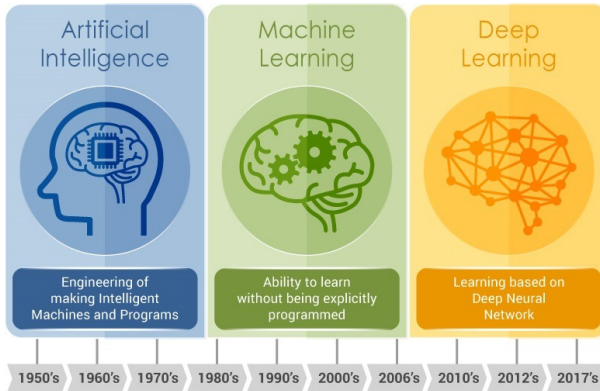 Artificial
Intelligence
Machine
Learning
Deep
Learning
Engineering of
making Intelligent
Machines and Programs
Ability to learn
without being explicitly
programmed
Learning based on
Deep Neural
Network
1950's 1960's 1970's 1980's 1990's 2000's 2006's 2010's 2012's 2017's